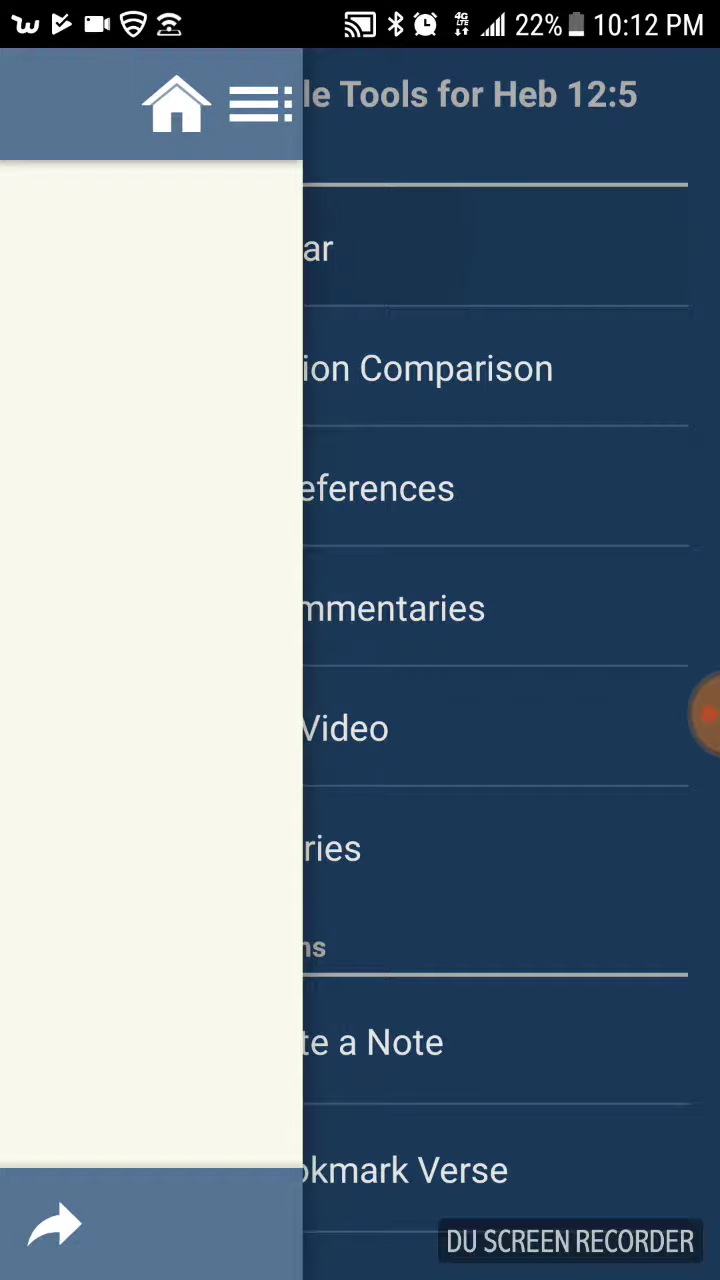 22% 10:12 PM
le Tools for Heb 12:5
ar
ion Comparison
eferences
mmentaries
Video
ries
ns
te a Note
okmark Verse
DU SCREEN RECORDER